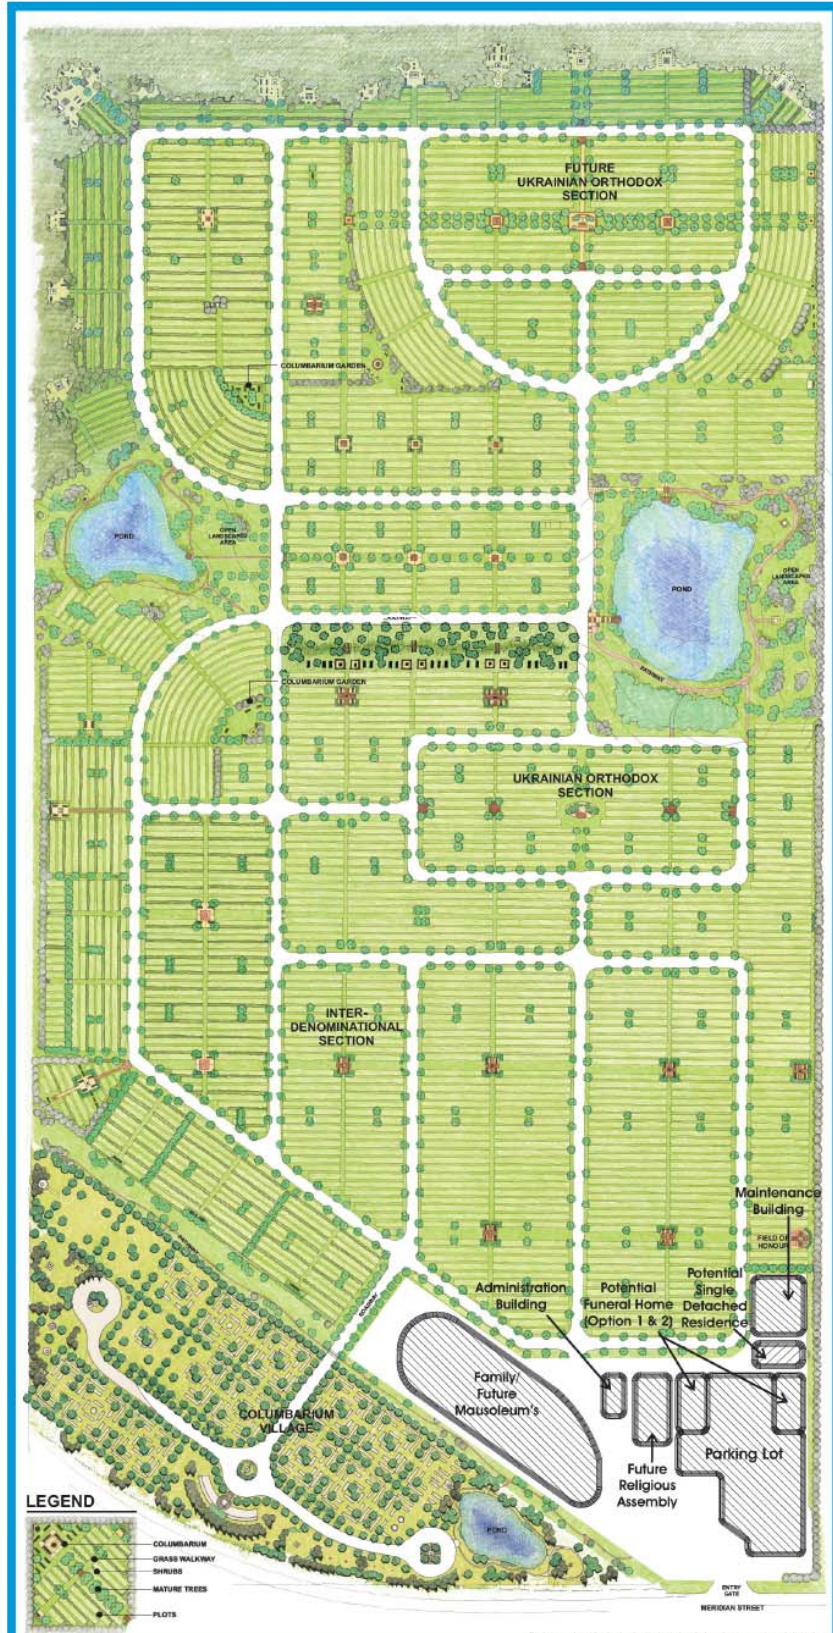 FUTURE
UKRAINIAN ORTHODOX
SECTION
COLUMBARIUM GARDEN
POND
OPEN
LANDSCAPED
AREA
POND
OPEN
LANDSCAPED
AREA
PATHWAY
COLUMBARIUM GARDEN
UKRAINIAN ORTHODOX
SECTION
INTER-
DENOMINATIONAL
SECTION
Maintenance
Building
FIELD OF
HONOUR
Administration
Building
Potential
Funeral Home
(Option 1 & 2)
Potential
Single
Detached
Residence
ROADWAY
Family/
Future
Mausoleum's
COLUMBARIUM
VILLAGE
Parking Lot
Future
Religious
Assembly
POND
LEGEND
COLUMBARIUM
GRASS WALKWAY
SHRUBS
MATURE TREES
PLOTS
ENTRY
GATE
MERIDIAN STREET